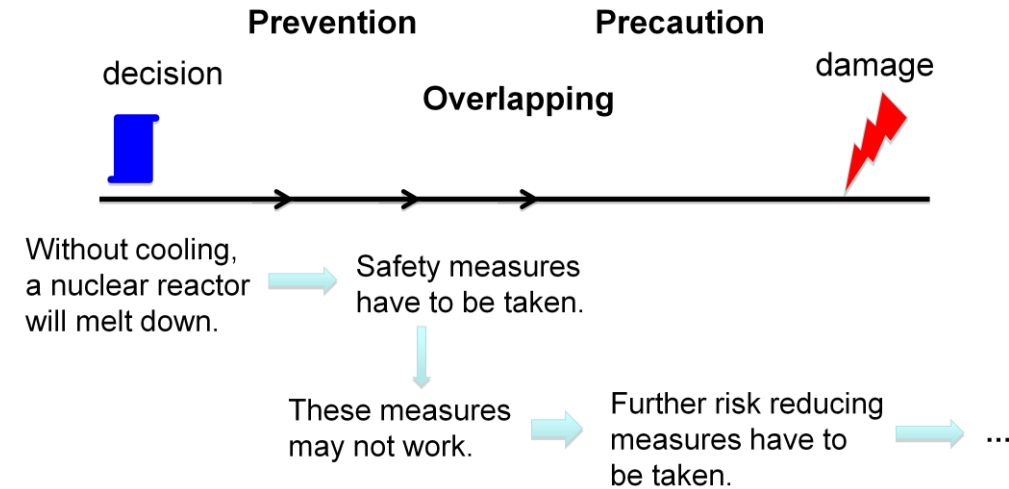 Prevention
Precaution
decision
damage
Overlapping
Without cooling,
a nuclear reactor
will melt down.
Safety measures
have to be taken.
These measures
may not work.
Further risk reducing
measures have to
be taken.
...